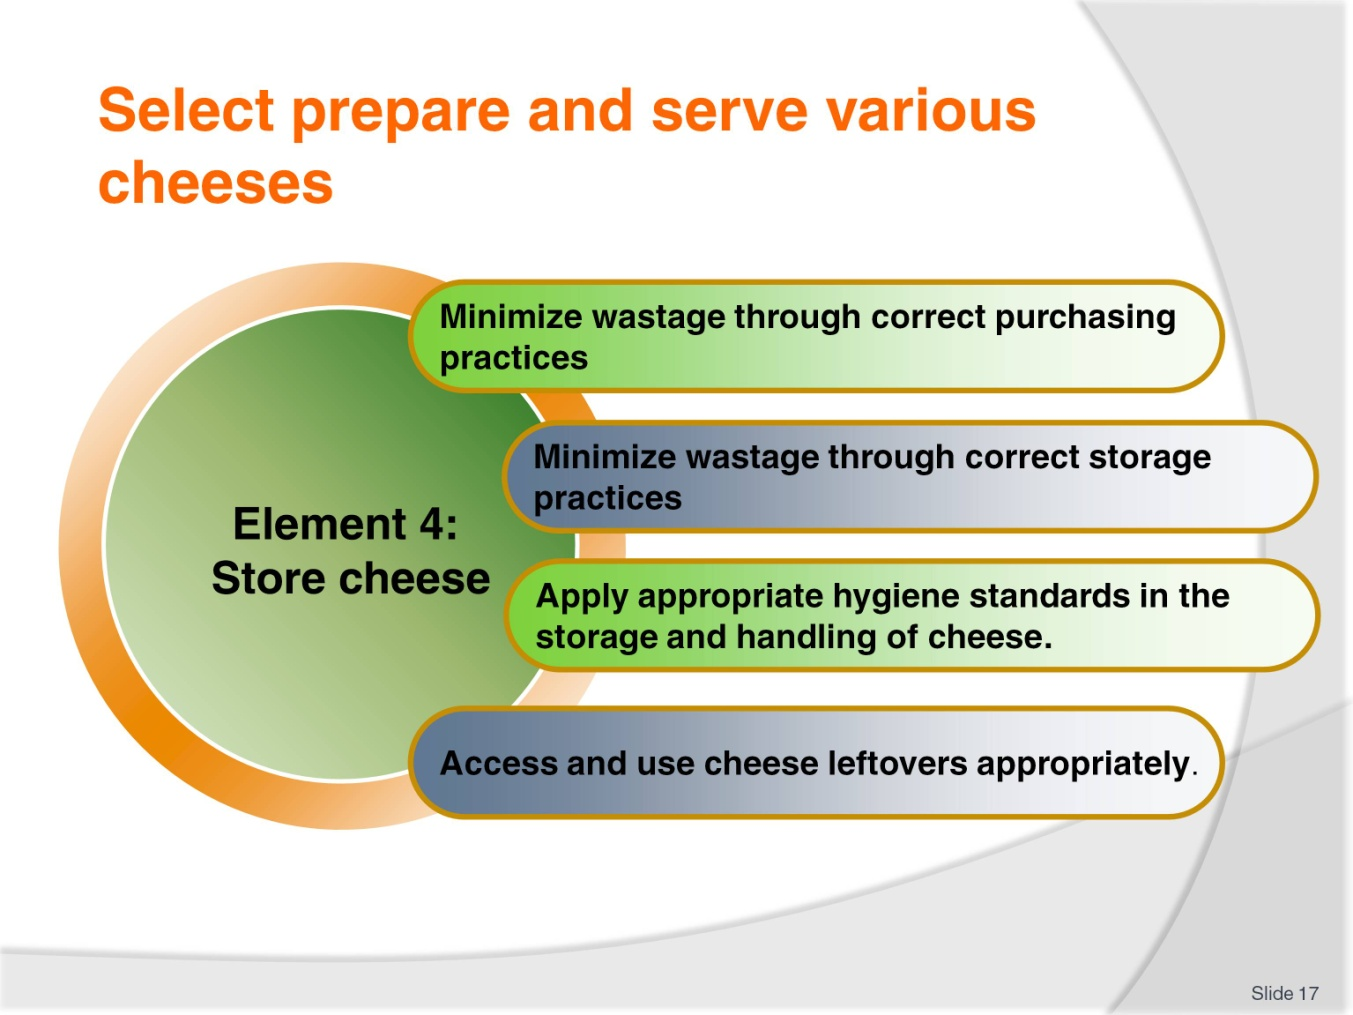 Select prepare and serve various
cheeses
Minimize wastage through correct purchasing
practices
Minimize wastage through correct storage
practices
Element 4:
Store cheese
Apply appropriate hygiene standards in the
storage and handling of cheese.
Access and use cheese leftovers appropriately.
Slide 17